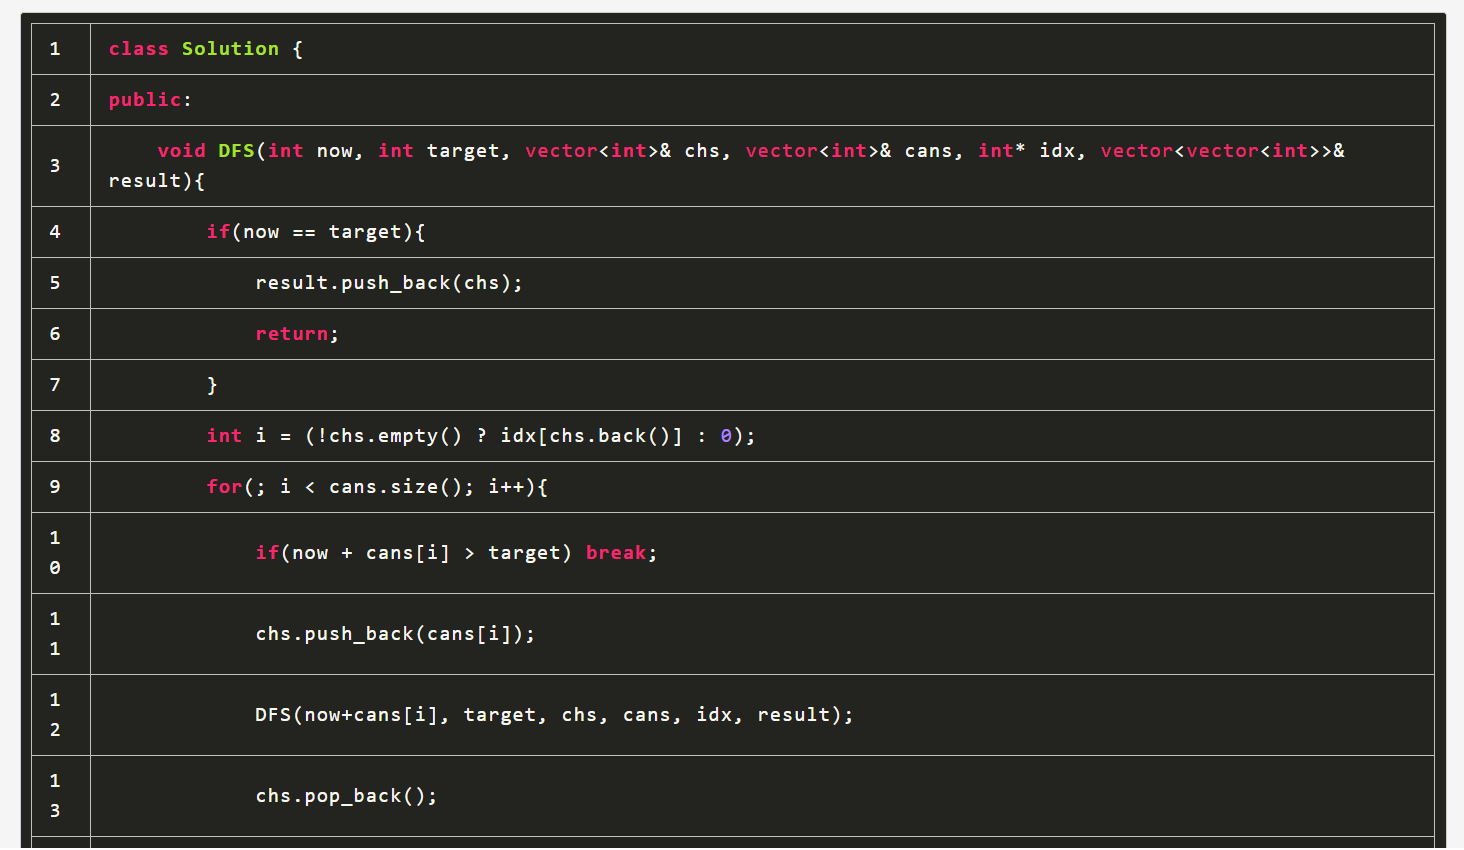 1 class Solution {
2 public:
3     void DFS(int now, int target, vector<int>& chs, vector<int>& cans, int* idx, vector<vector<int>>&
result){
4         if(now == target){
5             result.push_back(chs);
6             return;
7         }
8         int i = (!chs.empty() ? idx[chs.back()] : 0);
9         for(; i < cans.size(); i++){
10             if(now + cans[i] > target) break;
11             chs.push_back(cans[i]);
12             DFS(now+cans[i], target, chs, cans, idx, result);
13             chs.pop_back();